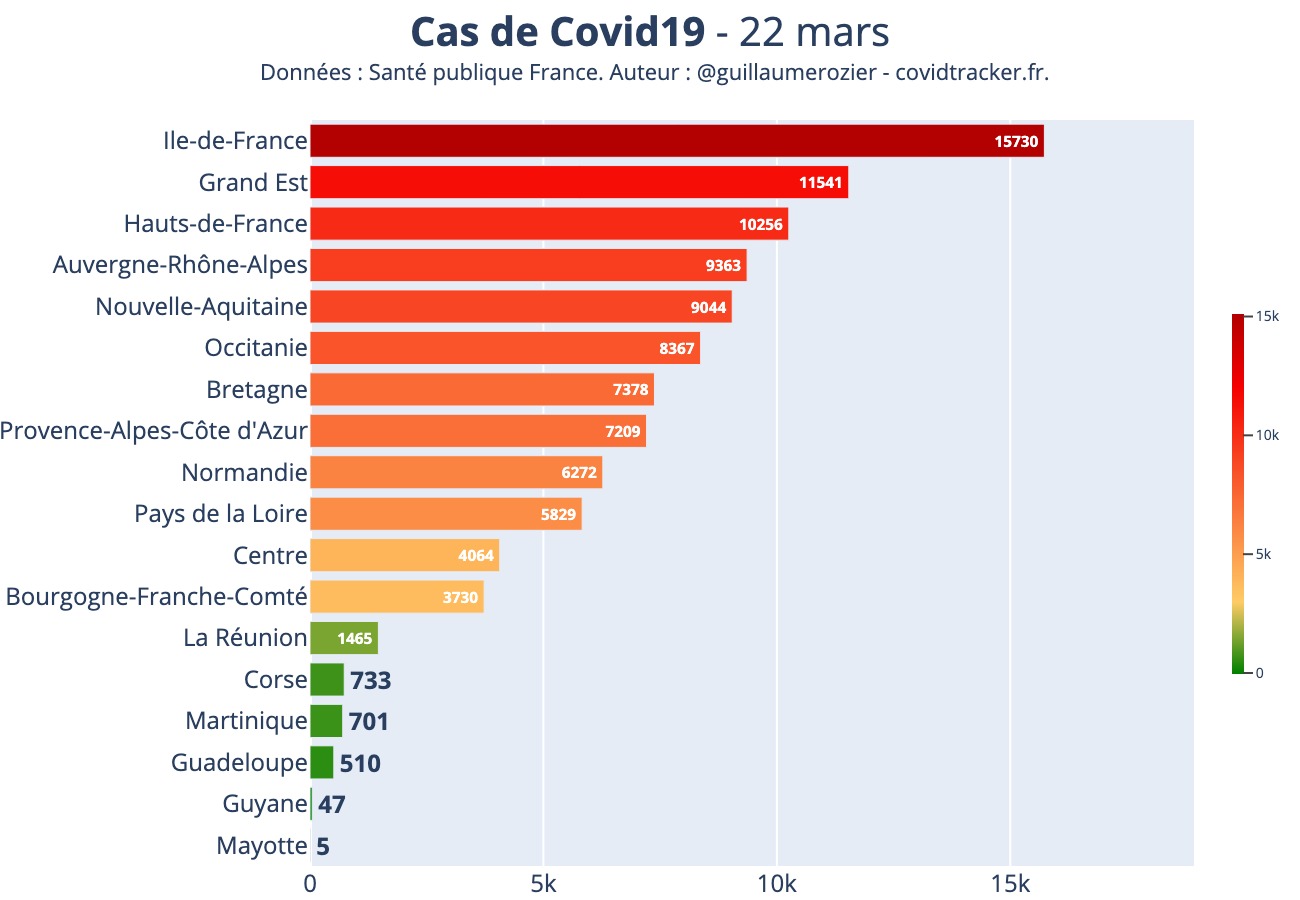 Cas de Covid19 - 22 mars
Données : Santé publique France. Auteur : @guillaumerozier - covidtracker.fr.
Ile-de-France 15730
Grand Est 11541
Hauts-de-France 10256
Auvergne-Rhône-Alpes 9363
Nouvelle-Aquitaine 9044
Occitanie 8367
Bretagne 7378
Provence-Alpes-Côte d'Azur 7209
Normandie 6272
Pays de la Loire 5829
Centre 4064
Bourgogne-Franche-Comté 3730
La Réunion 1465
Corse 733
Martinique 701
Guadeloupe 510
Guyane 47
Mayotte 5
0 5k 10k 15k
15k
10k
5k
0